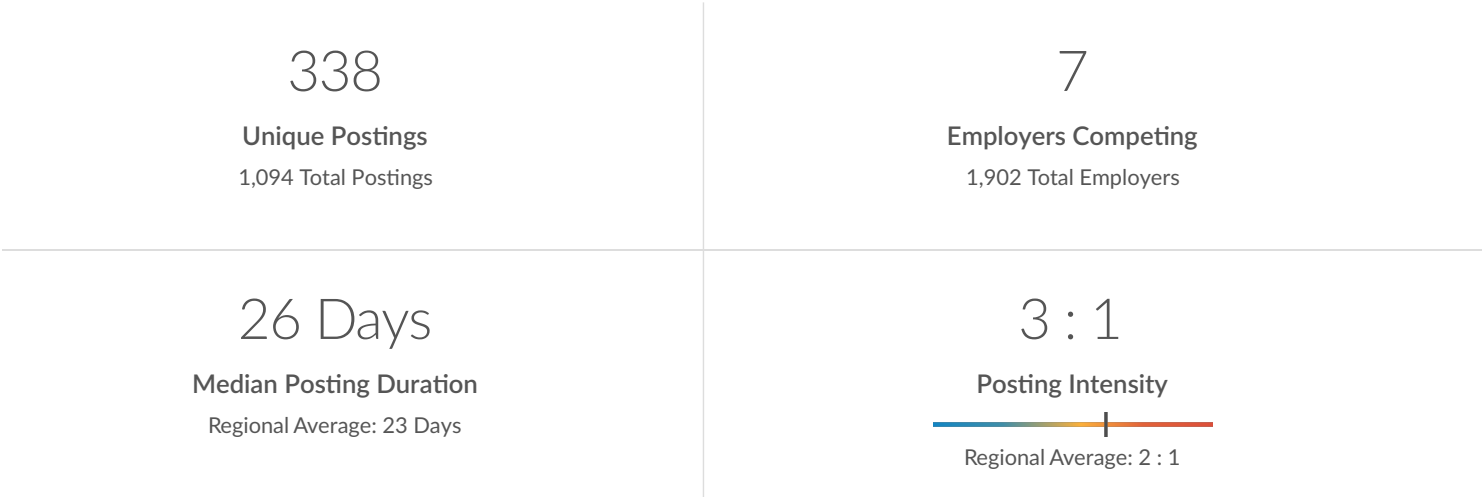 338
Unique Postings
1,094 Total Postings
7
Employers Competing
1,902 Total Employers
26 Days
Median Posting Duration
Regional Average: 23 Days
3 : 1
Posting Intensity
Regional Average: 2 : 1